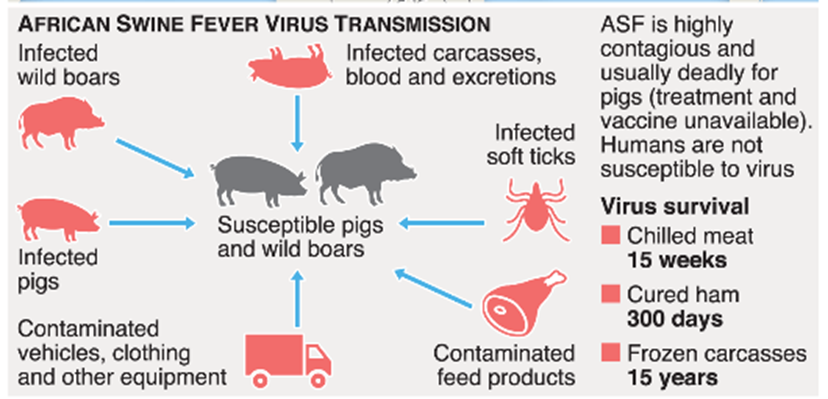 AFRICAN SWINE FEVER VIRUS TRANSMISSION
Infected
wild boars
Infected carcasses,
blood and excretions
Infected
soft ticks
Susceptible pigs
and wild boars
Infected
pigs
Contaminated
vehicles, clothing
and other equipment
Contaminated
feed products
ASF is highly
contagious and
usually deadly for
pigs (treatment and
vaccine unavailable).
Humans are not
susceptible to virus
Virus survival
Chilled meat
15 weeks
Cured ham
300 days
Frozen carcasses
15 years